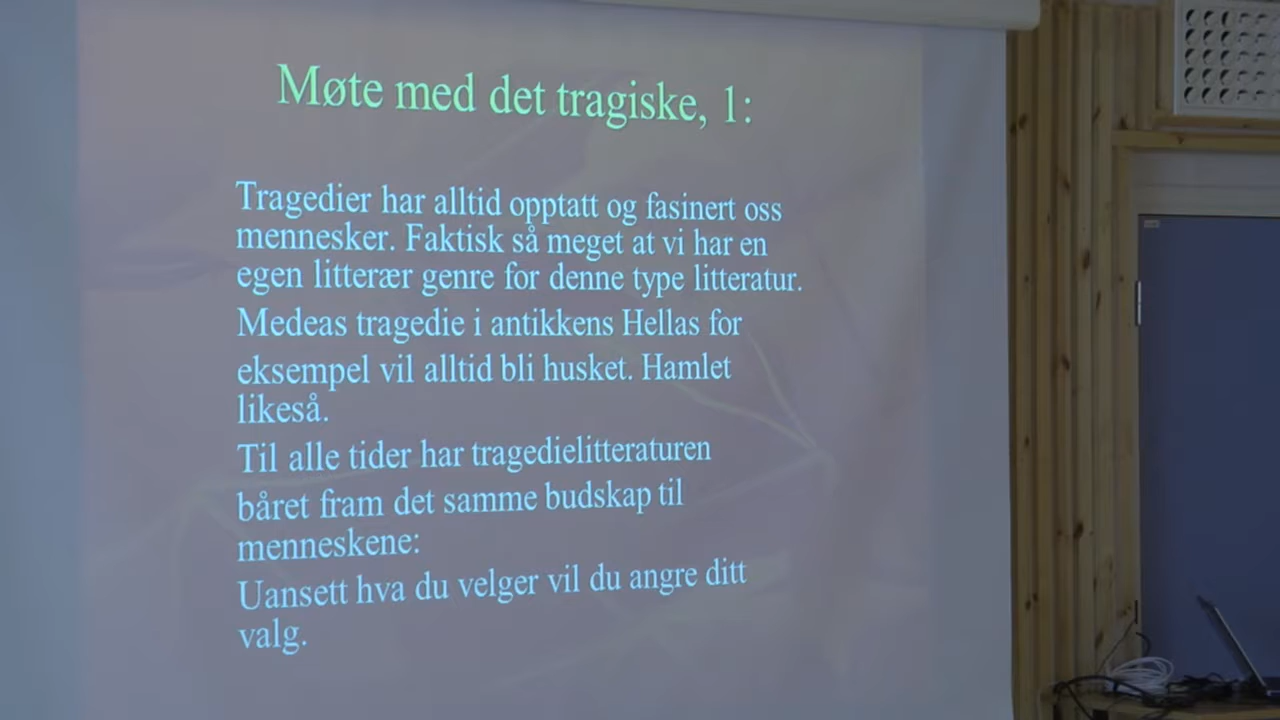 Møte med det tragiske, 1:
Tragedier har alltid opptatt og fasinert oss
mennesker. Faktisk så meget at vi har en
egen litterær genre for denne type litteratur.
Medeas tragedie i antikkens Hellas for
eksempel vil alltid bli husket. Hamlet
likeså.
Til alle tider har tragedielitteraturen
båret fram det samme budskap til
menneskene:
Uansett hva du velger vil du angre ditt
valg.